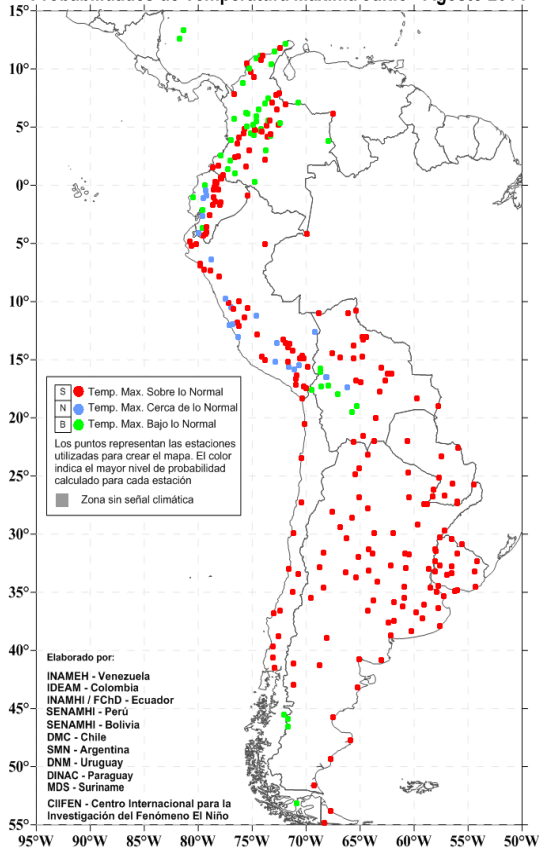 15°
10°
5°
0°
5°
10°
15°
20°
25°
30°
35°
40°
45°
50°
55°
S Temp. Max. Sobre lo Normal
N Temp. Max. Cerca de lo Normal
B Temp. Max. Bajo lo Normal
Los puntos representan las estaciones
utilizadas para crear el mapa. El color
indica el mayor nivel de probabilidad
calculado para cada estación
Zona sin señal climática
Elaborado por:
INAMEH - Venezuela
IDEAM - Colombia
INAMHI / FChD - Ecuador
SENAMHI - Perú
SENAMHI - Bolivia
DMC - Chile
SMN - Argentina
DNM - Uruguay
DINAC - Paraguay
MDS - Suriname
CIIFEN - Centro Internacional para la
Investigación del Fenómeno El Niño
95°W 90°W 85°W 80°W 75°W 70°W 65°W 60°W 55°W 50°W